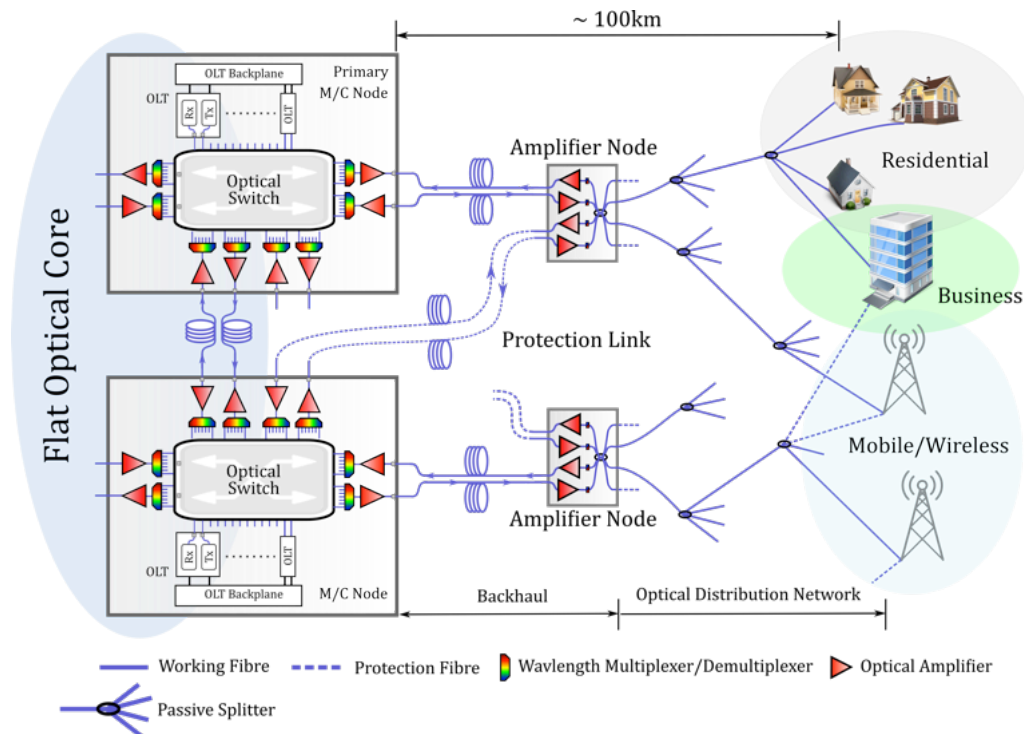 ~ 100km
OLT Backplane
Primary
M/C Node
OLT
Rx
Tx
OLT
Optical
Switch
Amplifier Node
Residential
Business
Flat Optical Core
Protection Link
Mobile/Wireless
Optical
Switch
Amplifier Node
OLT
Rx
Tx
OLT
OLT Backplane
M/C Node
Backhaul
Optical Distribution Network
Working Fibre
Protection Fibre
Wavlength Multiplexer/Demultiplexer
Optical Amplifier
Passive Splitter